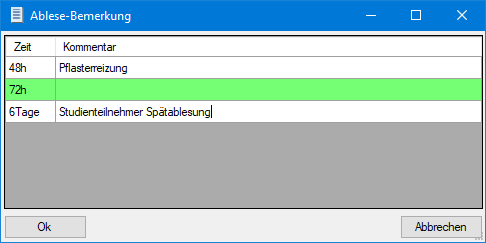 Ablese-Bemerkung
Zeit Kommentar
48h Pflasterreizung
72h
6Tage Studienteilnehmer Spätablesung
Ok Abbrechen